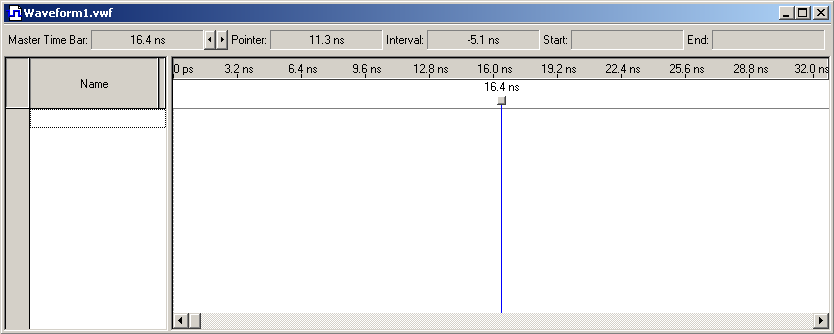 Waveform1.vwf
Master Time Bar: 16.4 ns Pointer: 11.3 ns Interval: -5.1 ns Start: End:
Name
0 ps 3.2 ns 6.4 ns 9.6 ns 12.8 ns 16.0 ns 19.2 ns 22.4 ns 25.6 ns 28.8 ns 32.0 ns
16.4 ns